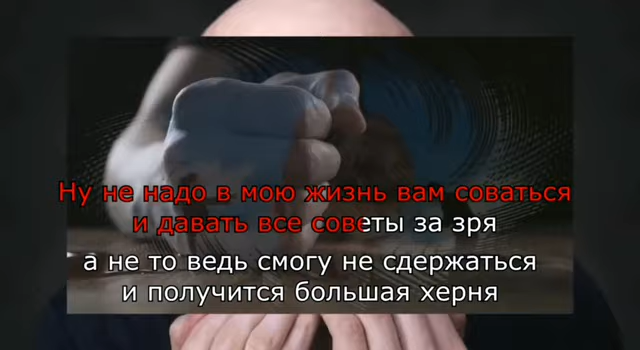 Ну не надо в мою жизнь вам соваться
и давать все советы за зря
а не то ведь смогу не сдержаться
и получится большая херня